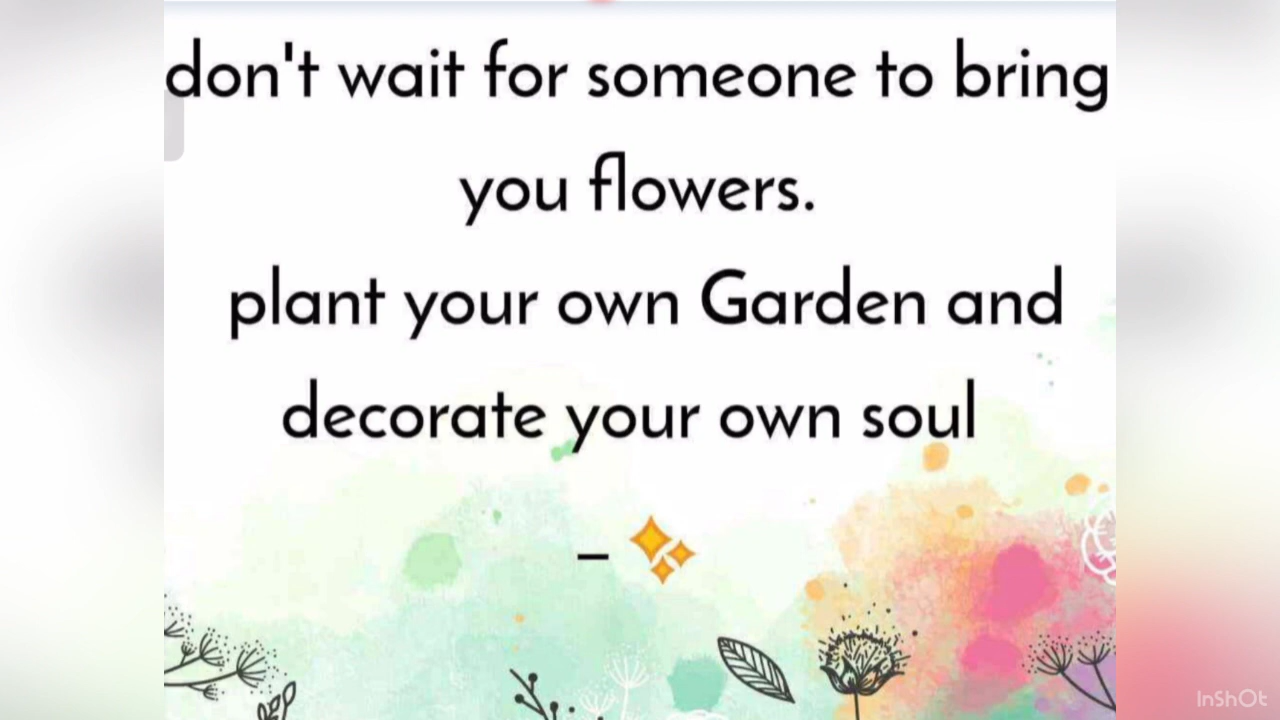 don't wait for someone to bring
you flowers.
plant your own Garden and
decorate your own soul
– ✨
InShOt